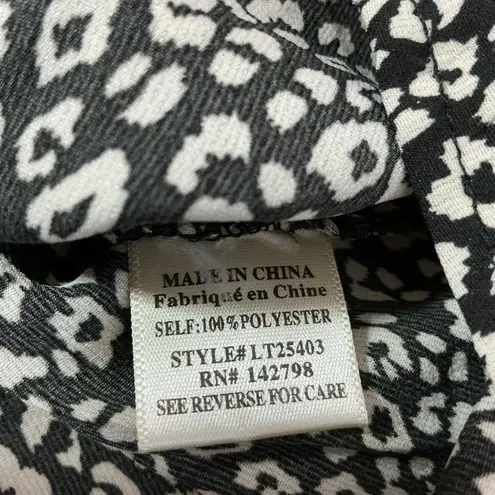 MADE IN CHINA
Fabriqué en Chine
SELF:100%POLYESTER
STYLE# LT25403
RN# 142798
SEE REVERSE FOR CARE